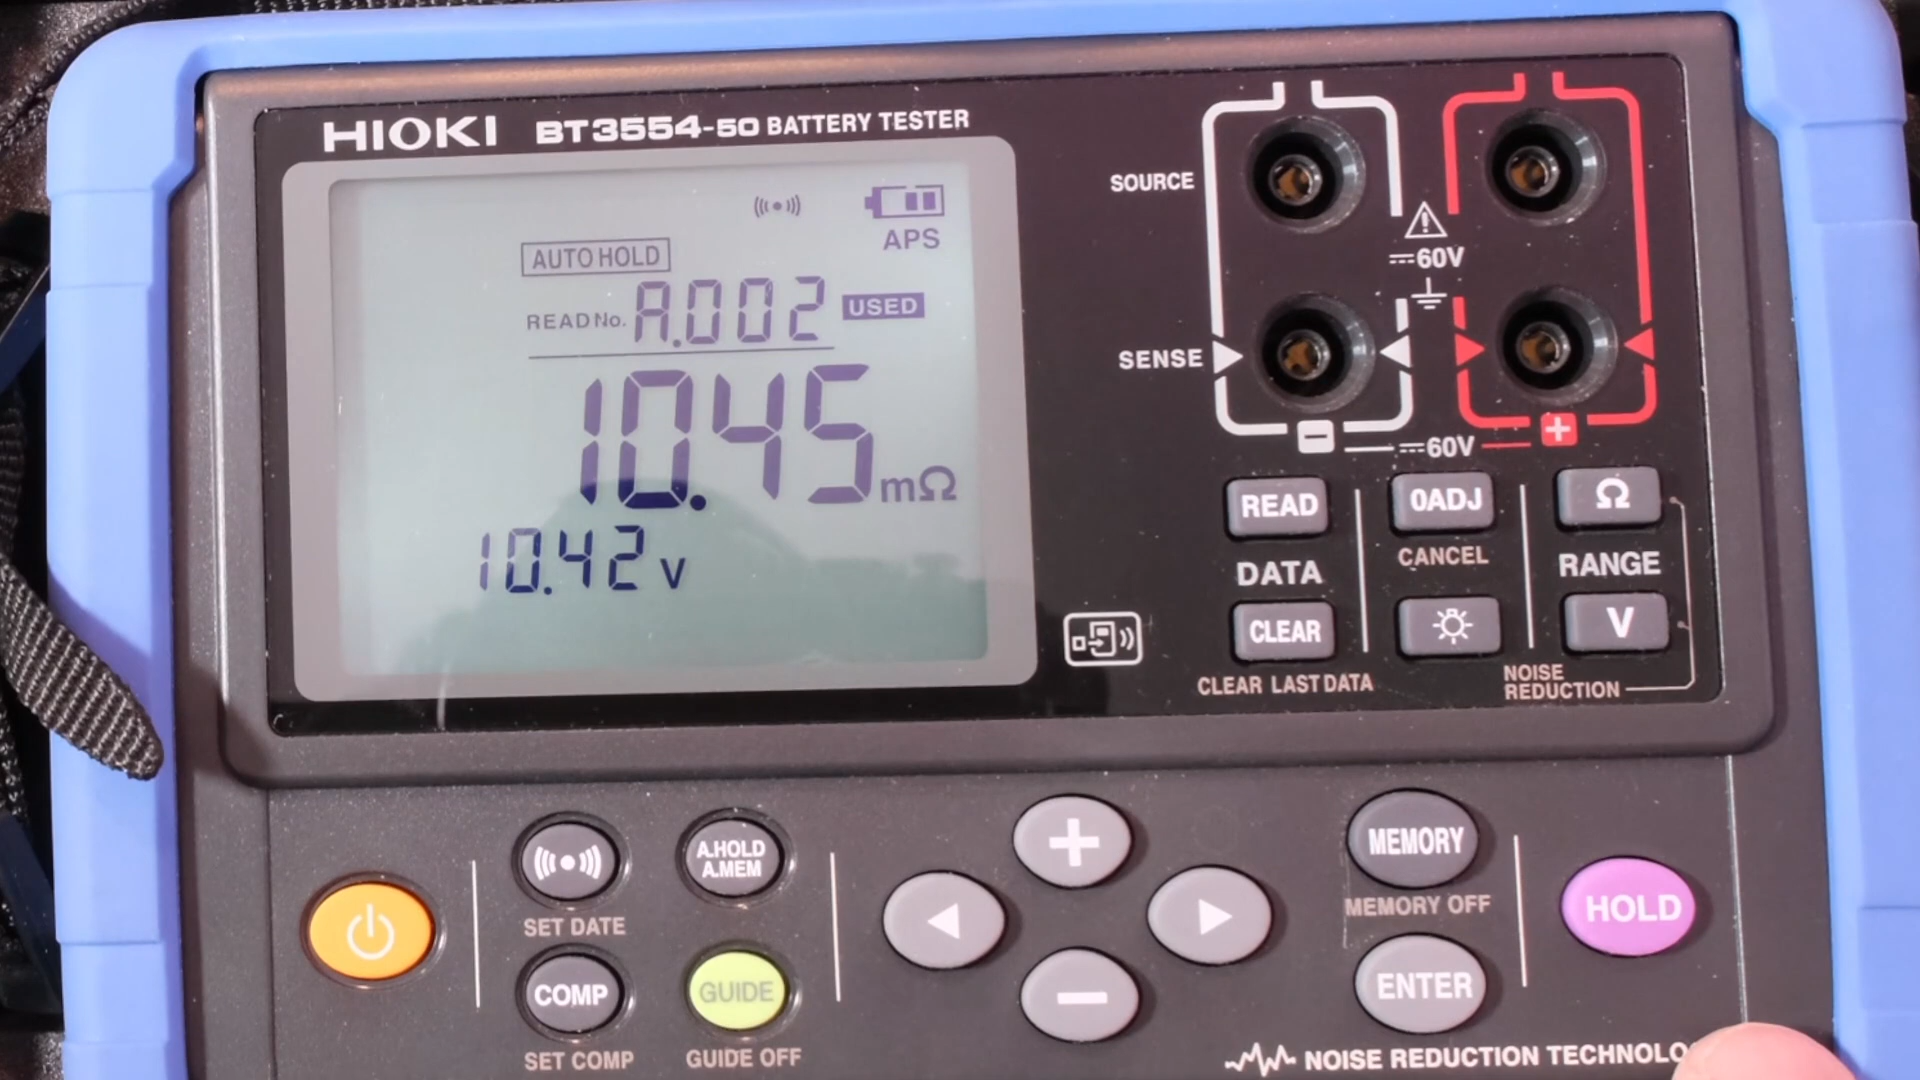 HIOKI BT3554-50 BATTERY TESTER
APS
AUTO HOLD
READ No. A.002 USED
10.45 mΩ
10.42 V
SOURCE
⎓60V
SENSE
− ⎓60V +
READ 0ADJ Ω
DATA CANCEL RANGE
CLEAR V
CLEAR LAST DATA NOISE
REDUCTION
A.HOLD
A.MEM
SET DATE
COMP GUIDE
SET COMP GUIDE OFF
+
−
MEMORY
MEMORY OFF
HOLD
ENTER
NOISE REDUCTION TECHNOLO